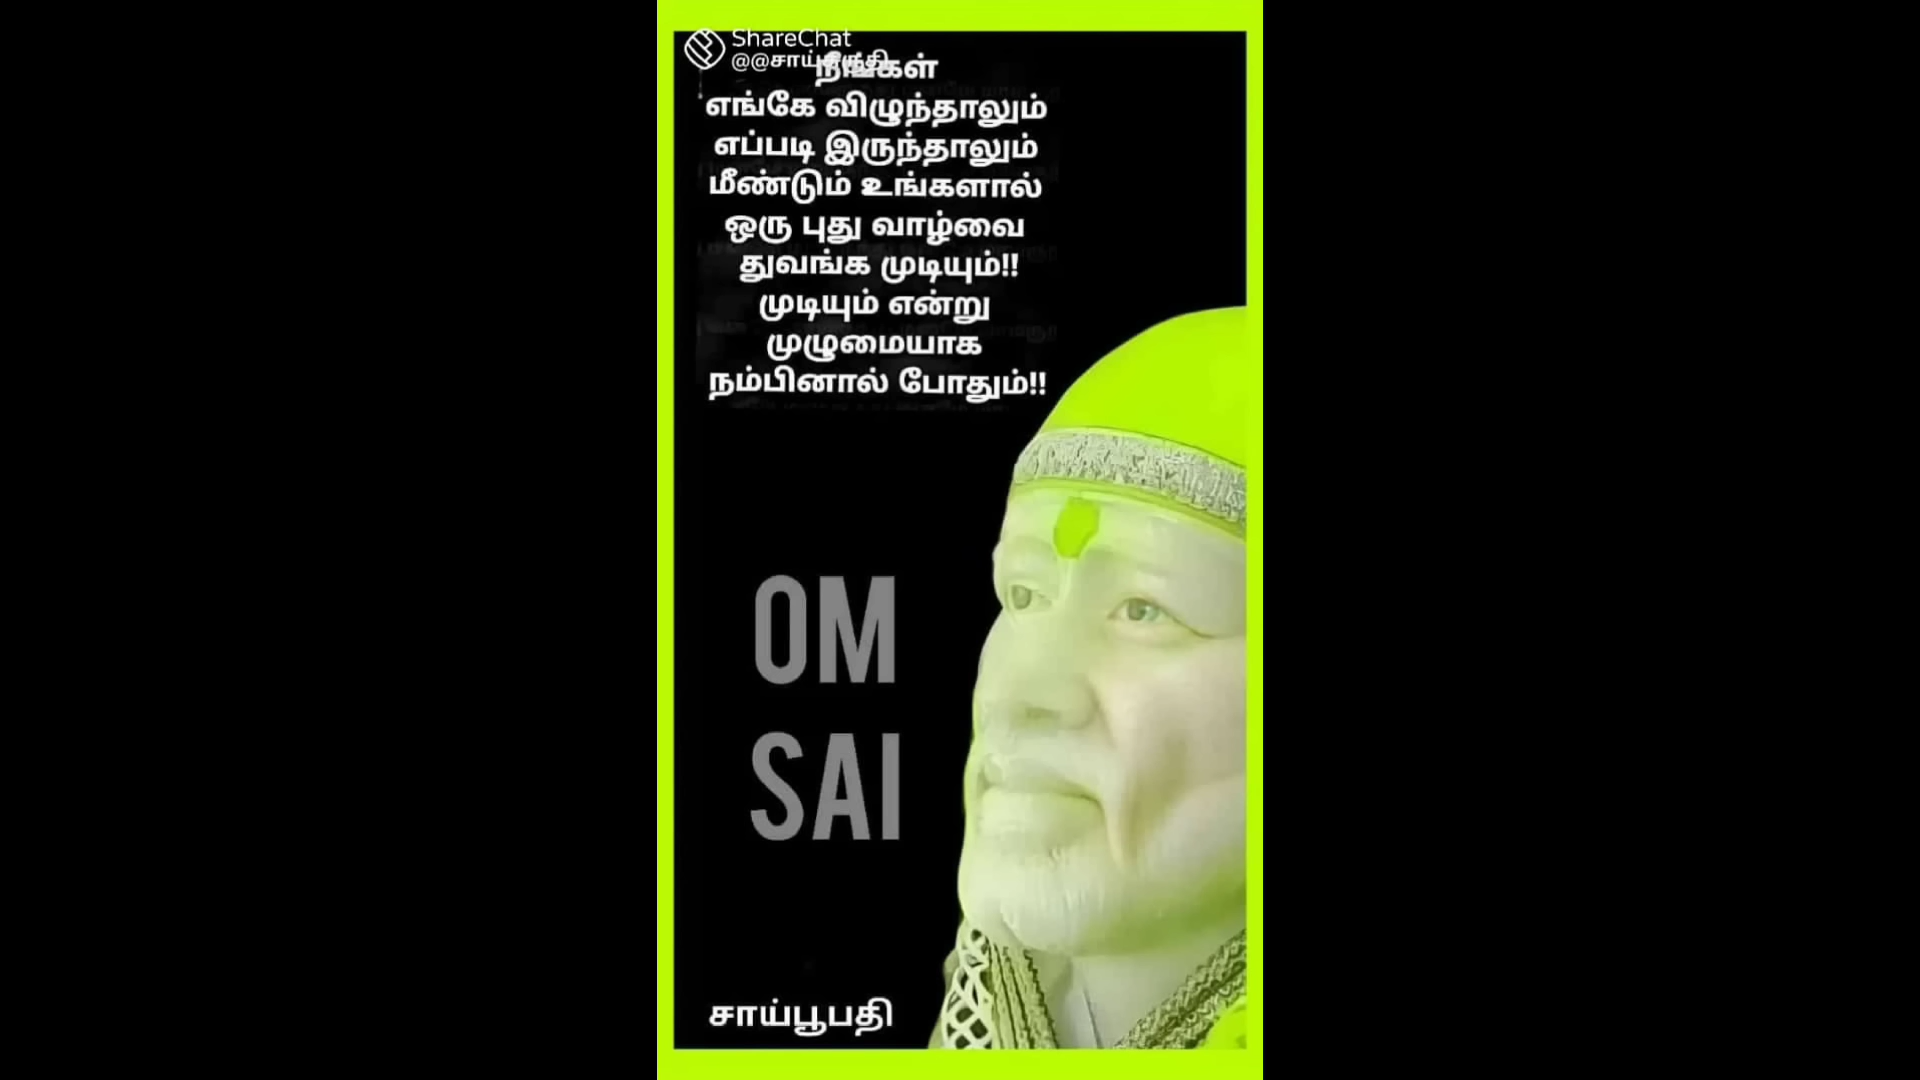 ShareChat
நீங்கள்
எங்கே விழுந்தாலும்
எப்படி இருந்தாலும்
மீண்டும் உங்களால்
ஒரு புது வாழ்வை
துவங்க முடியும்!!
முடியும் என்று
முழுமையாக
நம்பினால் போதும்!!
OM
SAI
சாய்பூபதி